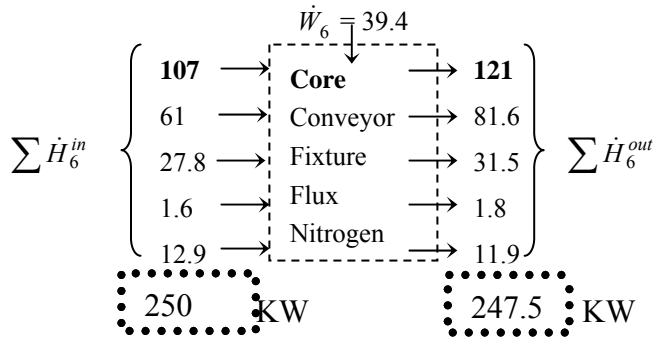 Ẇ₆ = 39.4
107 Core 121
61 Conveyor 81.6
∑ Ḣ₆ⁱⁿ 27.8 Fixture 31.5 ∑ Ḣ₆ᵒᵘᵗ
1.6 Flux 1.8
12.9 Nitrogen 11.9
250 KW 247.5 KW